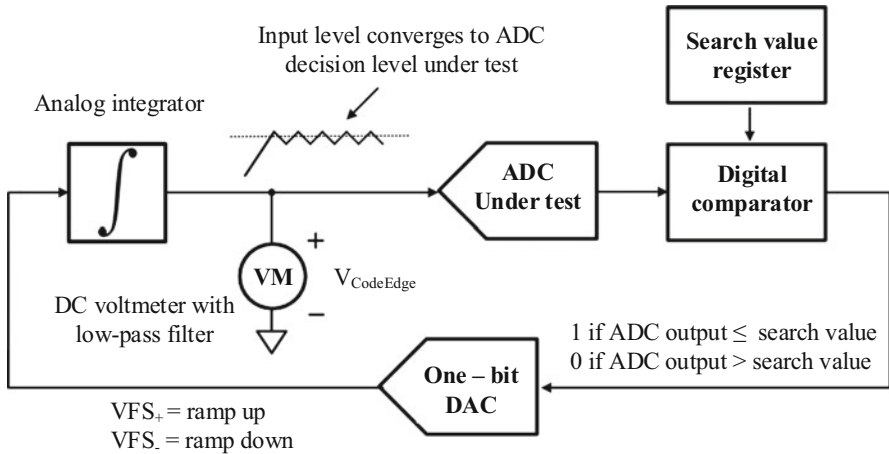 Input level converges to ADC
decision level under test
Search value
register
Analog integrator
∫
ADC
Under test
Digital
comparator
VM
+
−
V_CodeEdge
DC voltmeter with
low-pass filter
1 if ADC output ≤ search value
0 if ADC output > search value
One – bit
DAC
VFS₊ = ramp up
VFS₋ = ramp down